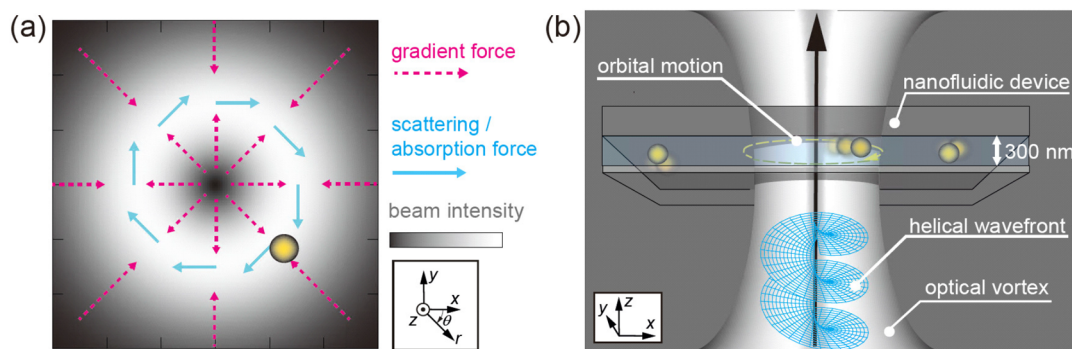 (a)
gradient force
scattering /
absorption force
beam intensity
y
x
z
θ
r
(b)
orbital motion
nanofluidic device
300 nm
helical wavefront
optical vortex
z
y
x